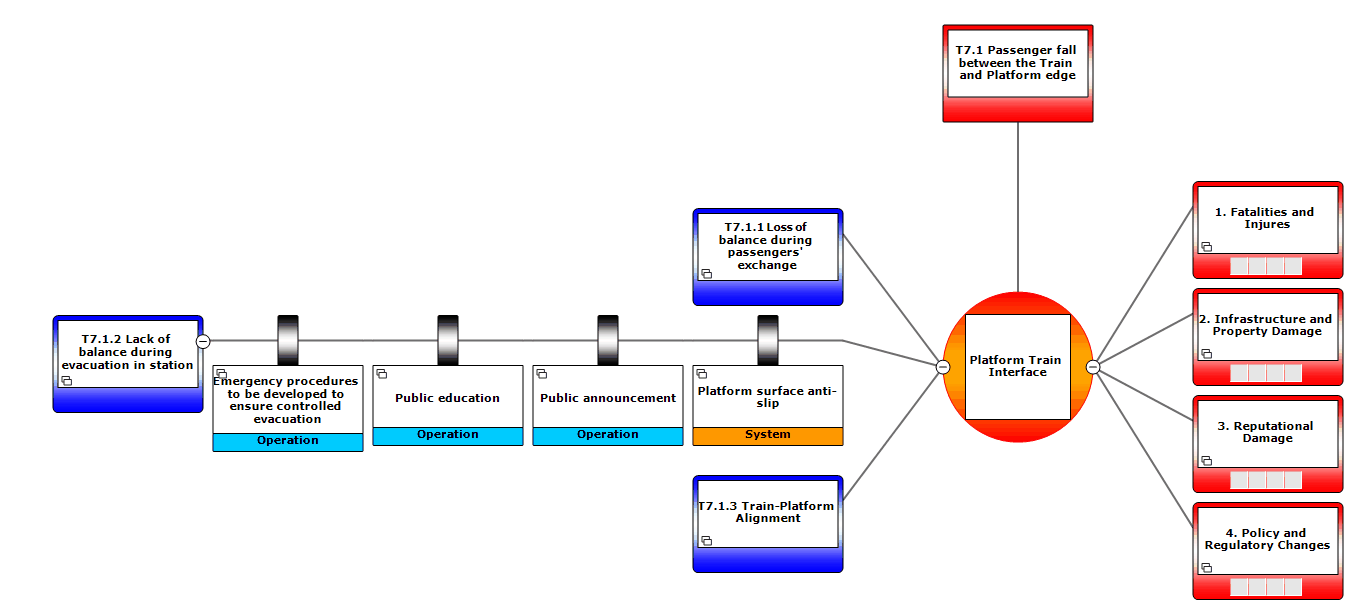 T7.1 Passenger fall
between the Train
and Platform edge
T7.1.1 Loss of
balance during
passengers'
exchange
T7.1.2 Lack of
balance during
evacuation in station
Emergency procedures
to be developed to
ensure controlled
evacuation
Operation
Public education
Operation
Public announcement
Operation
Platform surface anti-
slip
System
T7.1.3 Train-Platform
Alignment
Platform Train
Interface
1. Fatalities and
Injures
2. Infrastructure and
Property Damage
3. Reputational
Damage
4. Policy and
Regulatory Changes